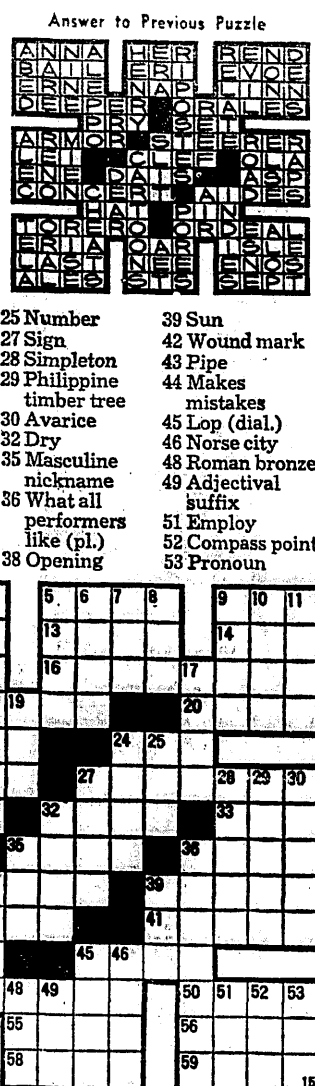 Answer to Previous Puzzle
ANNA HER REND
BAIL ERI EVOE
ERNE NAP LINN
DEEPER ORALES
PRY SET
ARMOR STEERER
LEI CLEF OLA
ENE DAIS ASP
CONCERT AIDES
HAT PIN
TORERO ORDEAL
ERIA OAR ISLE
LAST NES ENOS
ALES STS SEPT
25 Number
27 Sign
28 Simpleton
29 Philippine
timber tree
30 Avarice
32 Dry
35 Masculine
nickname
36 What all
performers
like (pl.)
38 Opening
39 Sun
42 Wound mark
43 Pipe
44 Makes
mistakes
45 Lop (dial.)
46 Norse city
48 Roman bronze
49 Adjectival
suffix
51 Employ
52 Compass point
53 Pronoun
5 6 7 8 9 10 11
13 14
16 17
19 20
24 25
27 28 29 30
32 33
35 36
39
41
45 46
48 49 50 51 52 53
55 56
58 59
15